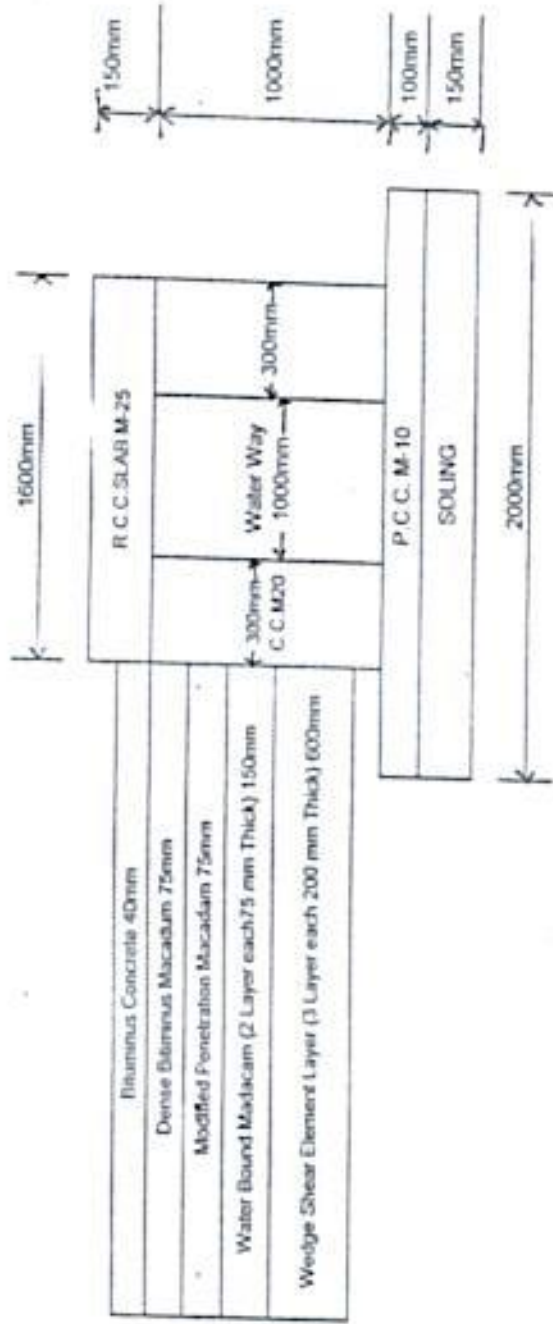 1600mm
R.C.C.SLAB M-25
150mm
1000mm
100mm
150mm
300mm
Water Way
1000mm
300mm
C.C.M20
P.C.C. M-10
SOLING
2000mm
Bituminus Concrete 40mm
Dense Bituminus Macadum 75mm
Modified Penetration Macadam 75mm
Water Bound Madacam (2 Layer each75 mm Thick) 150mm
Wedge Shear Element Layer (3 Layer each 200 mm Thick) 600mm